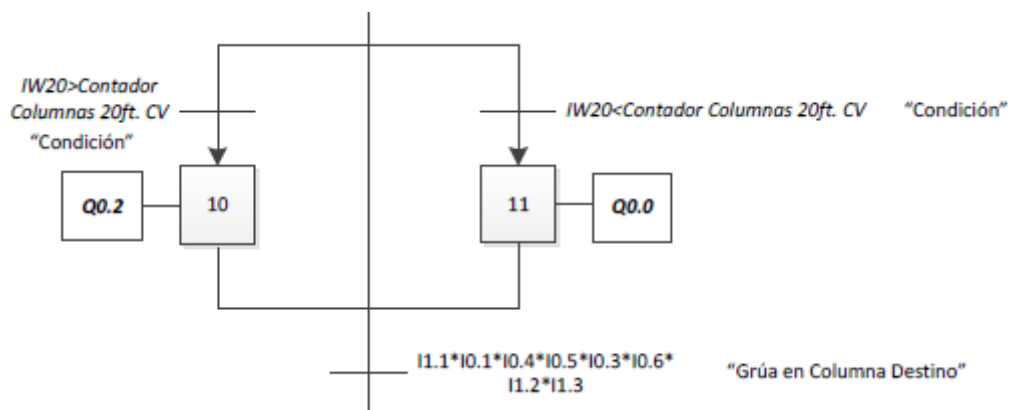 IW20>Contador
Columnas 20ft. CV
"Condición"
IW20<Contador Columnas 20ft. CV
"Condición"
Q0.2
10
11
Q0.0
I1.1*I0.1*I0.4*I0.5*I0.3*I0.6*
I1.2*I1.3
"Grúa en Columna Destino"